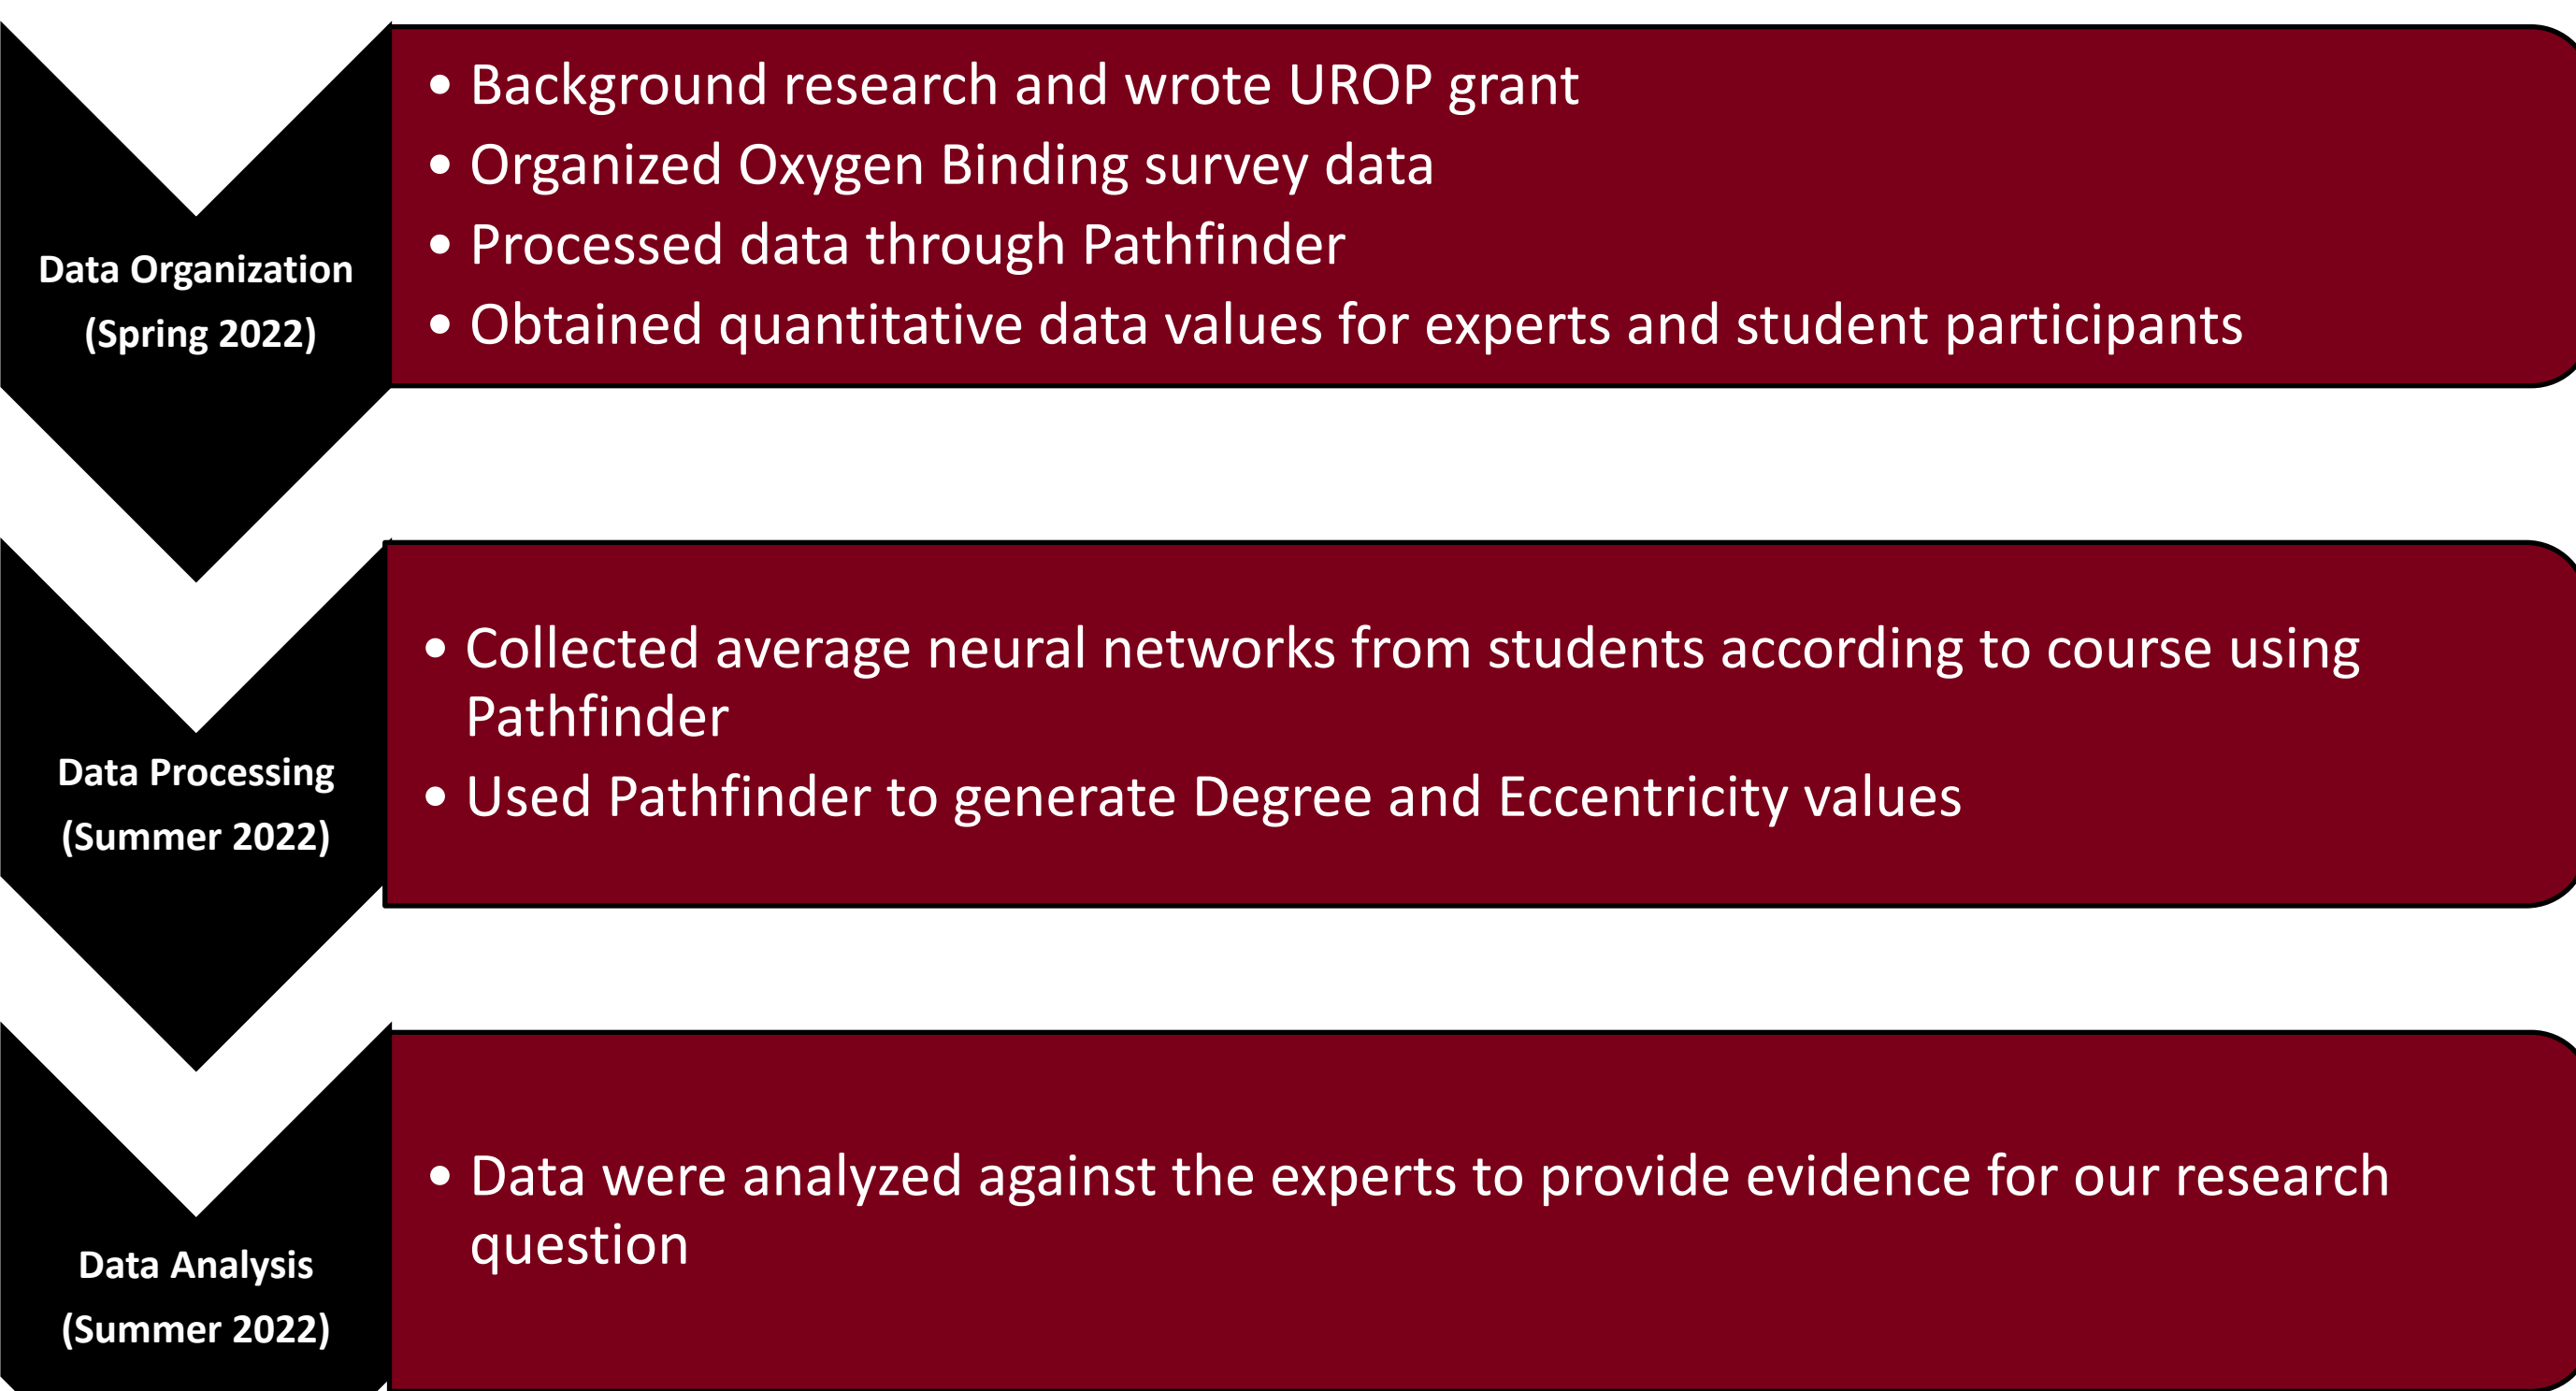 Data Organization
(Spring 2022)
• Background research and wrote UROP grant
• Organized Oxygen Binding survey data
• Processed data through Pathfinder
• Obtained quantitative data values for experts and student participants
Data Processing
(Summer 2022)
• Collected average neural networks from students according to course using
Pathfinder
• Used Pathfinder to generate Degree and Eccentricity values
Data Analysis
(Summer 2022)
• Data were analyzed against the experts to provide evidence for our research
question